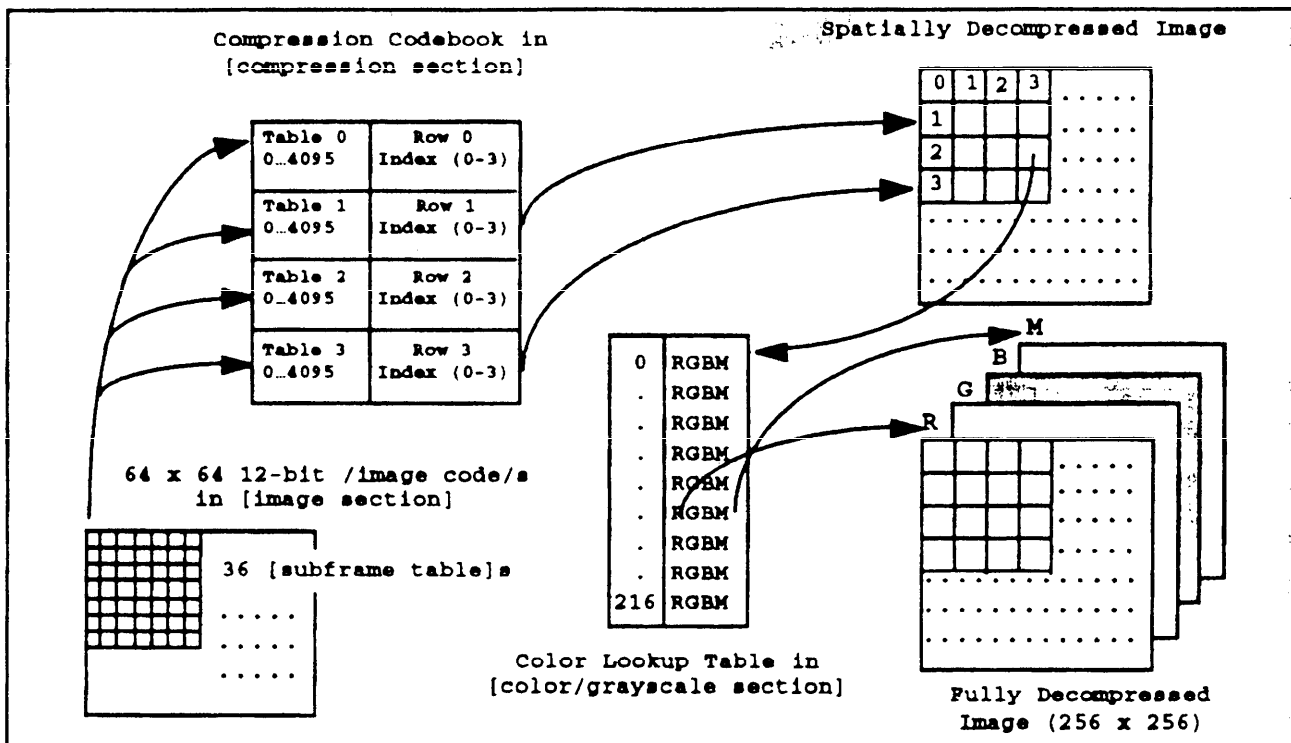 Compression Codebook in
[compression section]
Spatially Decompressed Image
Table 0 Row 0
0…4095 Index (0-3)
Table 1 Row 1
0…4095 Index (0-3)
Table 2 Row 2
0…4095 Index (0-3)
Table 3 Row 3
0…4095 Index (0-3)
0 1 2 3 .....
1 .....
2 .....
3 .....
.............
.............
.............
64 x 64 12-bit /image code/s
in [image section]
36 [subframe table]s
.....
.....
.....
0 RGBM
. RGBM
. RGBM
. RGBM
. RGBM
. RGBM
. RGBM
. RGBM
216 RGBM
Color Lookup Table in
[color/grayscale section]
M
B
G
R
.....
.....
.....
.....
.............
.............
.............
Fully Decompressed
Image (256 x 256)